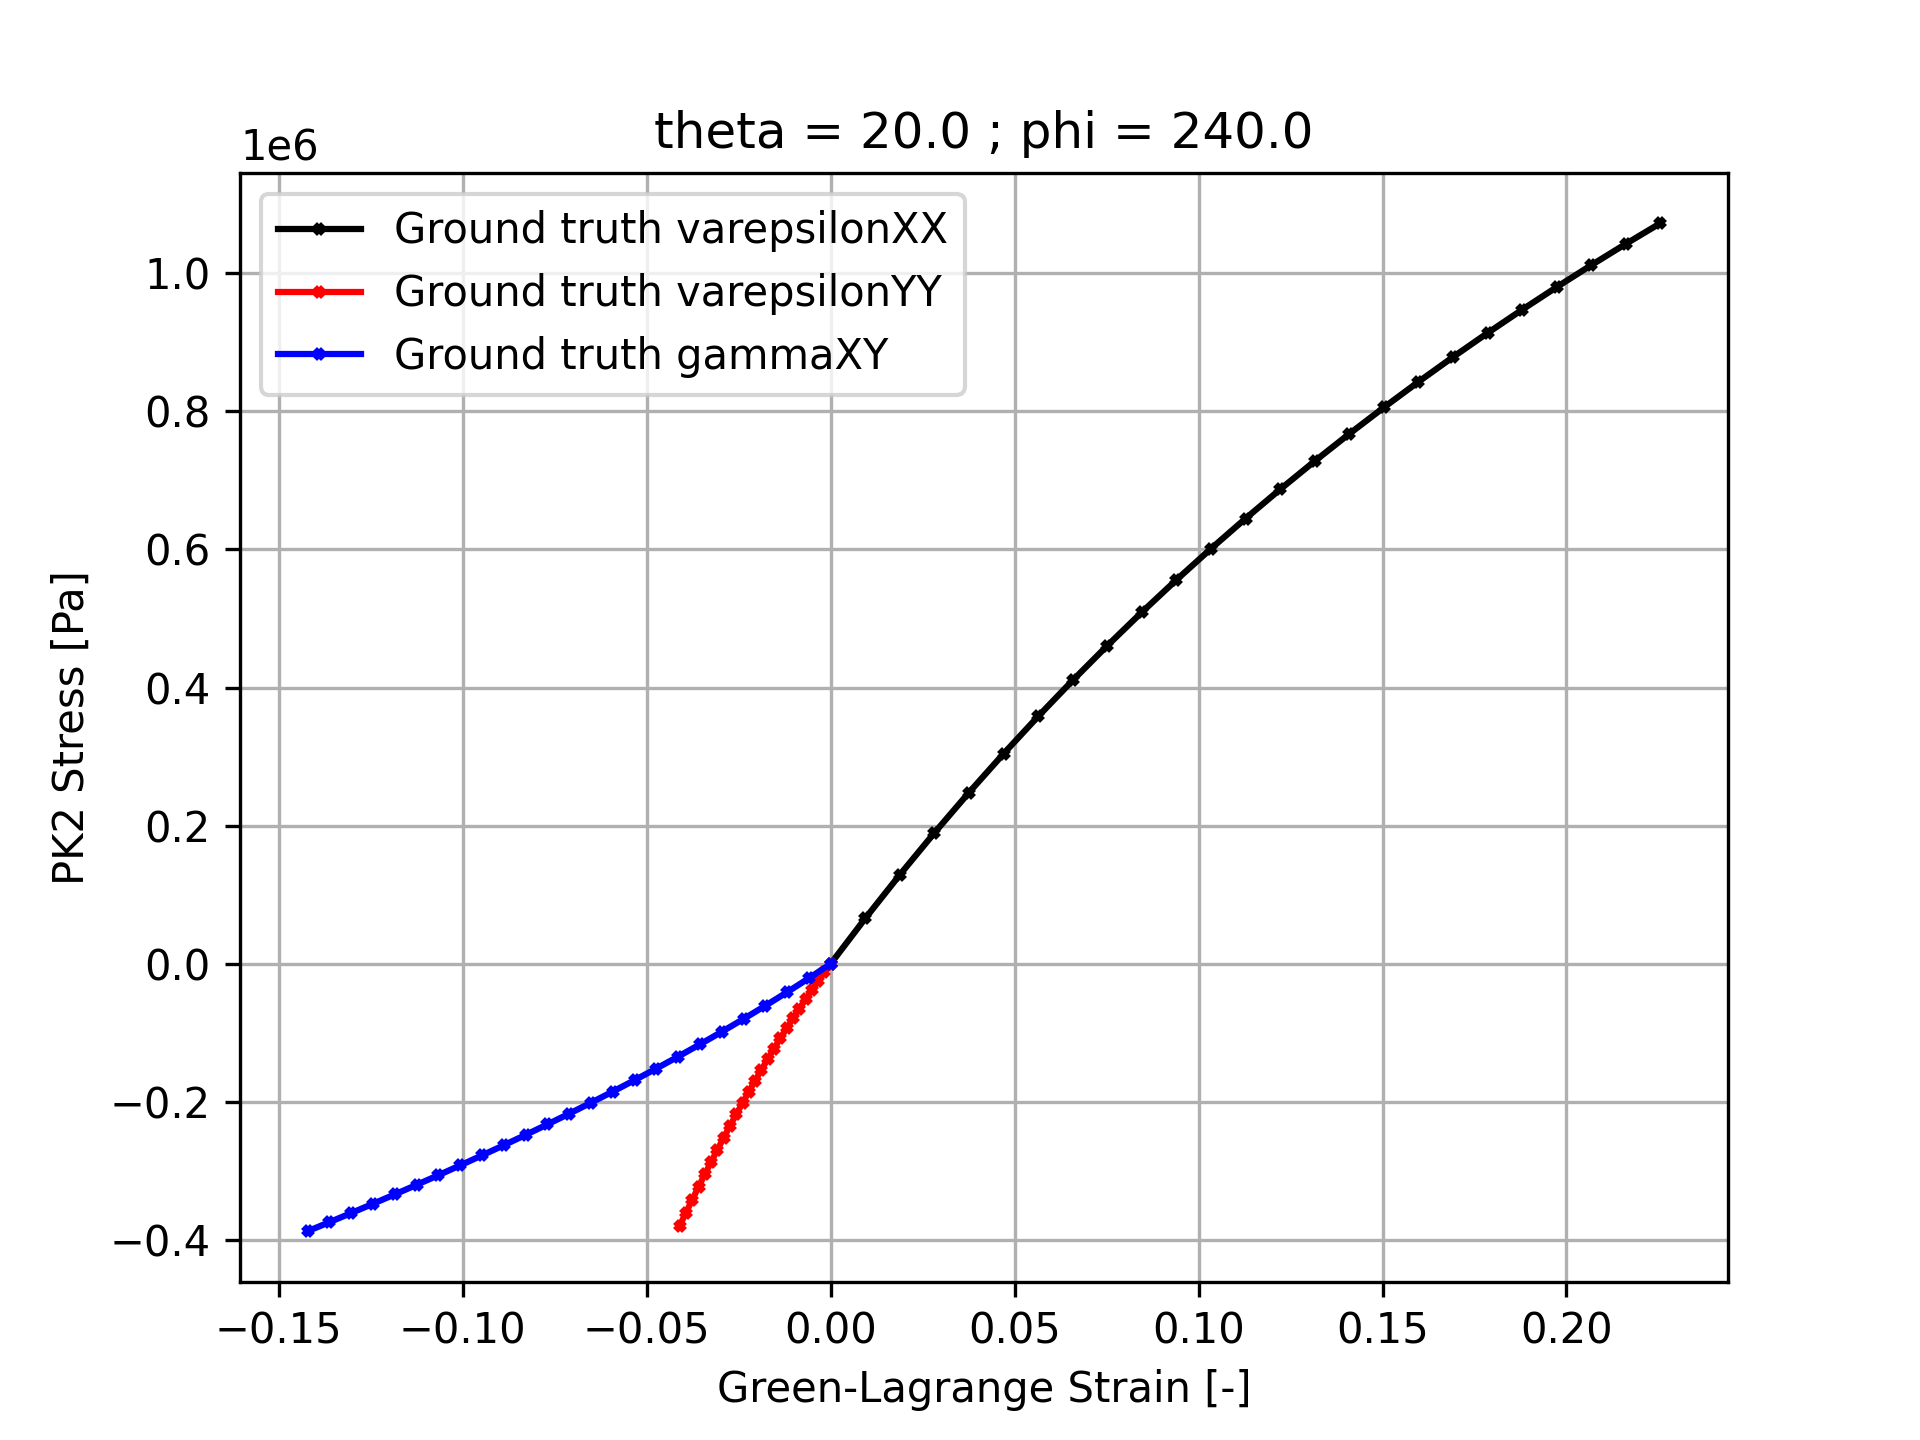 theta = 20.0 ; phi = 240.0
1e6
Ground truth varepsilonXX
Ground truth varepsilonYY
Ground truth gammaXY
1.0
0.8
0.6
0.4
0.2
0.0
−0.2
−0.4
PK2 Stress [Pa]
−0.15 −0.10 −0.05 0.00 0.05 0.10 0.15 0.20
Green-Lagrange Strain [-]